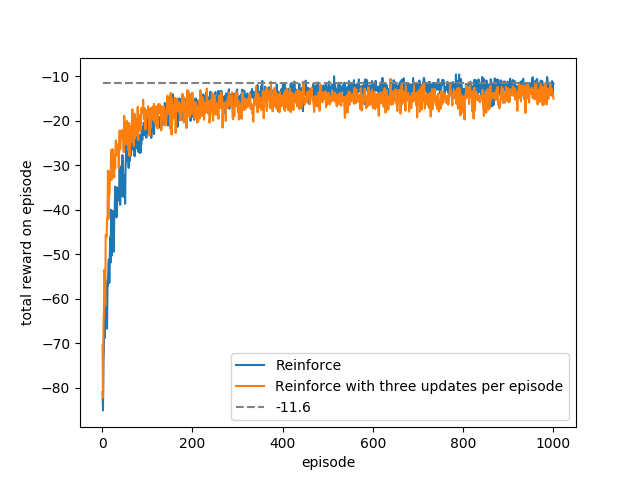 −10
−20
−30
−40
−50
−60
−70
−80
total reward on episode
Reinforce
Reinforce with three updates per episode
-11.6
0 200 400 600 800 1000
episode